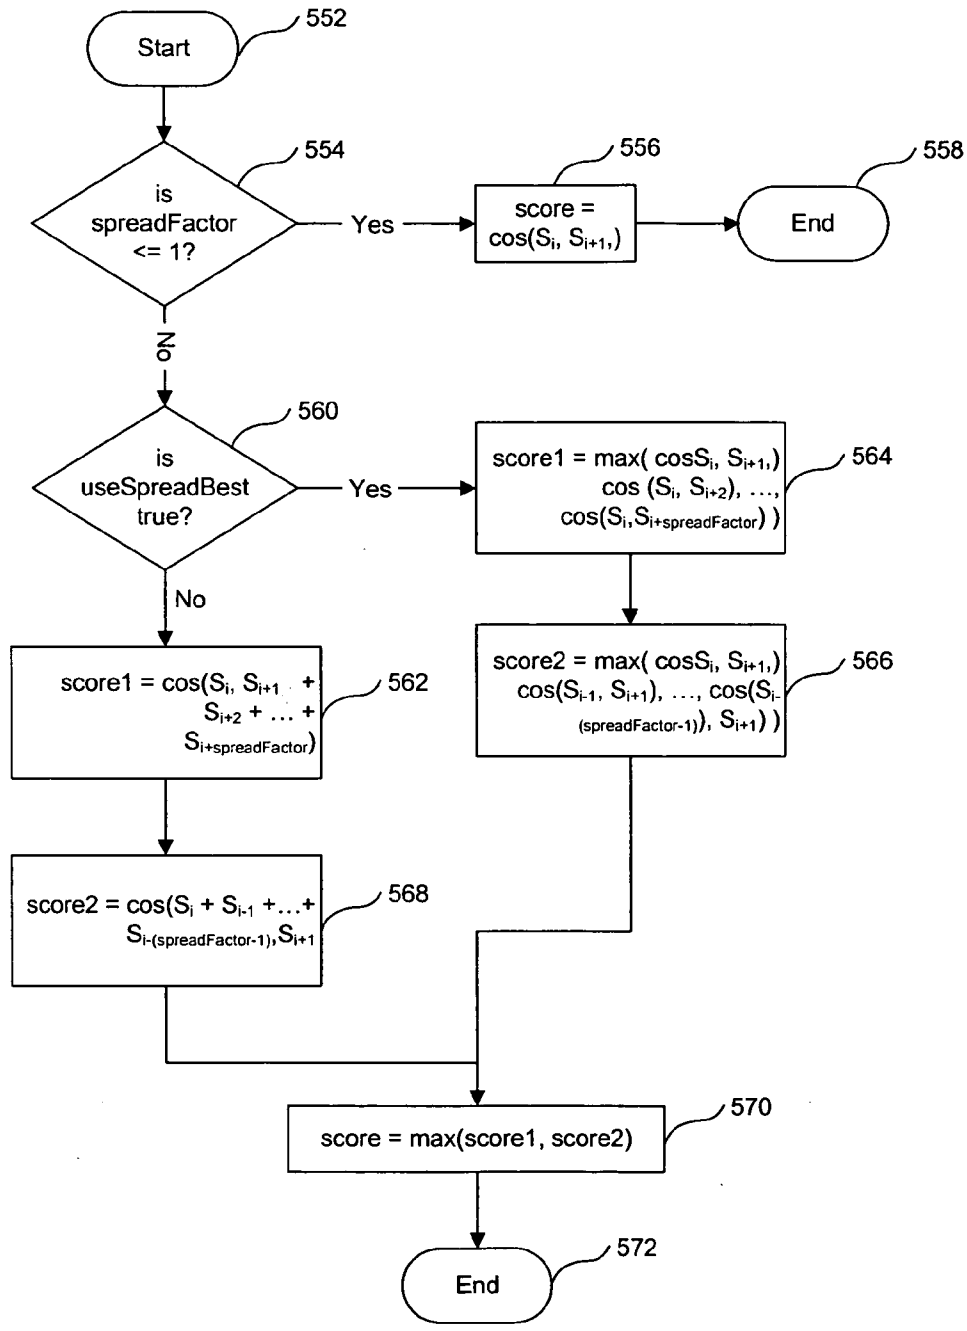 552
Start
554
is
spreadFactor
<= 1?
Yes
556
score =
cos(Sᵢ, Sᵢ₊₁,)
558
End
No
560
is
useSpreadBest
true?
Yes
score1 = max( cosSᵢ, Sᵢ₊₁,)
cos (Sᵢ, Sᵢ₊₂), ...,
cos(Sᵢ,S_{i+spreadFactor}) )
564
No
score1 = cos(Sᵢ, Sᵢ₊₁ +
Sᵢ₊₂ + ... +
S_{i+spreadFactor})
562
score2 = max( cosSᵢ, Sᵢ₊₁,)
cos(Sᵢ₋₁, Sᵢ₊₁), ..., cos(Sᵢ₋
₍spreadFactor-1)), Sᵢ₊₁) )
566
score2 = cos(Sᵢ + Sᵢ₋₁ +...+
S_{i-(spreadFactor-1)},Sᵢ₊₁
568
score = max(score1, score2)
570
End
572